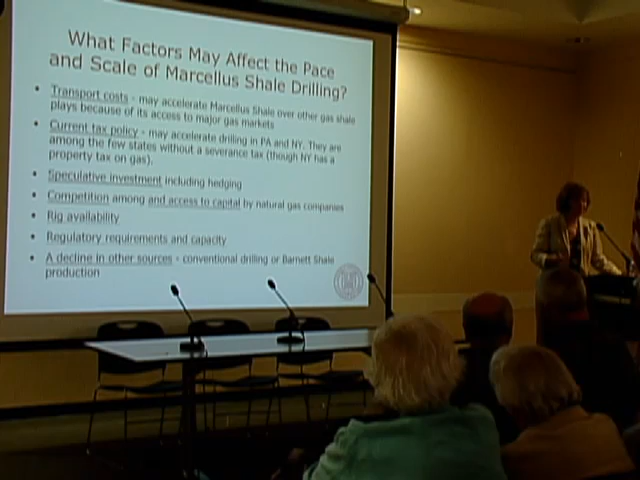 What Factors May Affect the Pace
and Scale of Marcellus Shale Drilling?
• Transport costs - may accelerate Marcellus Shale over other gas shale
plays because of its access to major gas markets
• Current tax policy - may accelerate drilling in PA and NY. They are
among the few states without a severance tax (though NY has a
property tax on gas).
• Speculative investment including hedging
• Competition among and access to capital by natural gas companies
• Rig availability
• Regulatory requirements and capacity
• A decline in other sources - conventional drilling or Barnett Shale
production